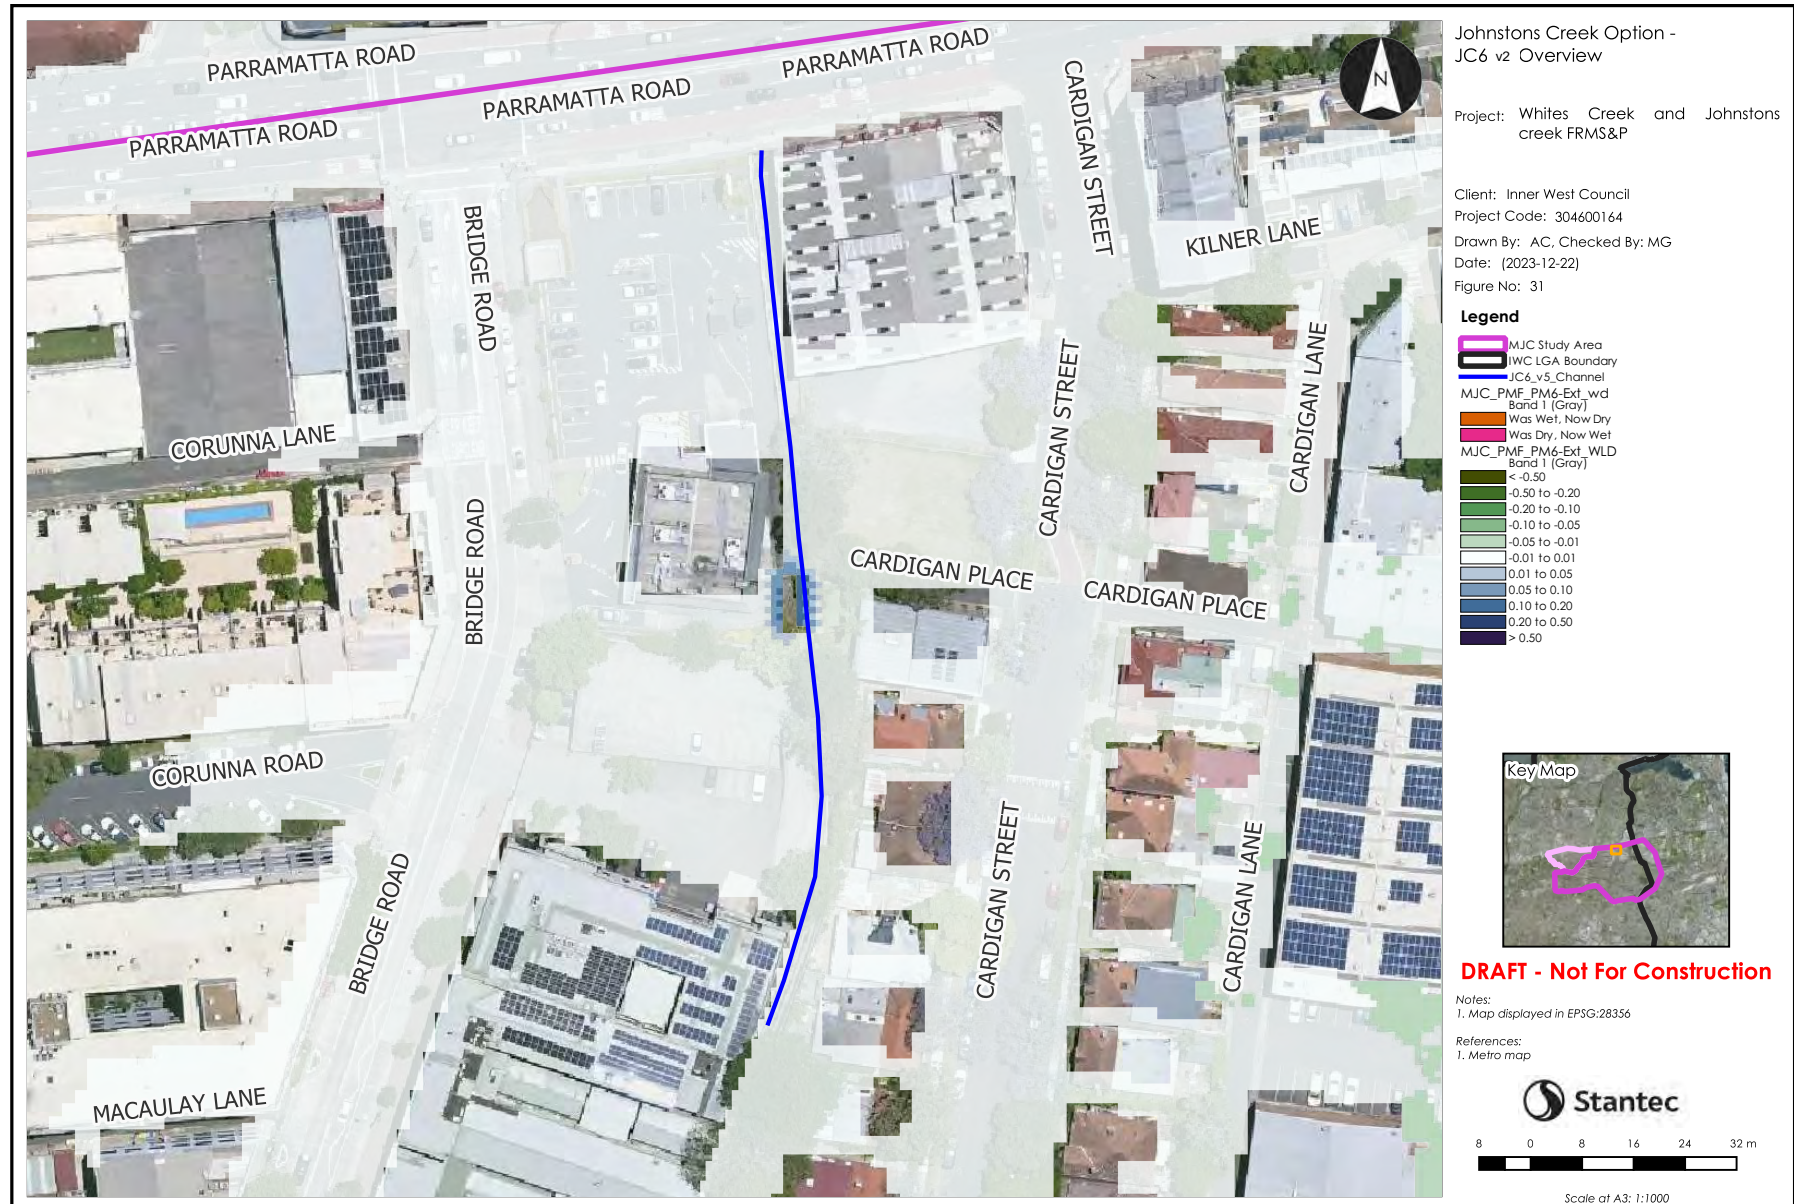 PARRAMATTA ROAD
PARRAMATTA ROAD
PARRAMATTA ROAD
PARRAMATTA ROAD
CARDIGAN STREET
N
BRIDGE ROAD
KILNER LANE
CORUNNA LANE
CARDIGAN STREET
CARDIGAN LANE
BRIDGE ROAD
CARDIGAN PLACE
CARDIGAN PLACE
CORUNNA ROAD
BRIDGE ROAD
CARDIGAN STREET
CARDIGAN LANE
MACAULAY LANE
Johnstons Creek Option -
JC6 v2 Overview
Project: Whites Creek and Johnstons
creek FRMS&P
Client: Inner West Council
Project Code: 304600164
Drawn By: AC, Checked By: MG
Date: (2023-12-22)
Figure No: 31
Legend
MJC Study Area
IWC LGA Boundary
JC6_v5_Channel
MJC_PMF_PM6-Ext_wd
Band 1 (Gray)
Was Wet, Now Dry
Was Dry, Now Wet
MJC_PMF_PM6-Ext_WLD
Band 1 (Gray)
< -0.50
-0.50 to -0.20
-0.20 to -0.10
-0.10 to -0.05
-0.05 to -0.01
-0.01 to 0.01
0.01 to 0.05
0.05 to 0.10
0.10 to 0.20
0.20 to 0.50
> 0.50
Key Map
DRAFT - Not For Construction
Notes:
1. Map displayed in EPSG:28356
References:
1. Metro map
Stantec
8 0 8 16 24 32 m
Scale at A3: 1:1000